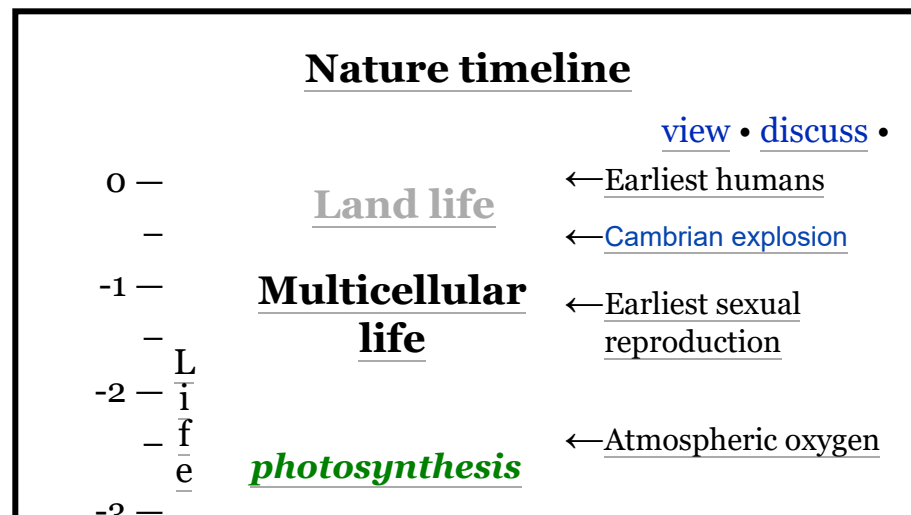 Nature timeline
view • discuss •
0 —
Land life
←Earliest humans
–
←Cambrian explosion
-1 —
Multicellular
life
←Earliest sexual
reproduction
–
L
i
f
e
-2 —
–
photosynthesis
←Atmospheric oxygen
-3 —